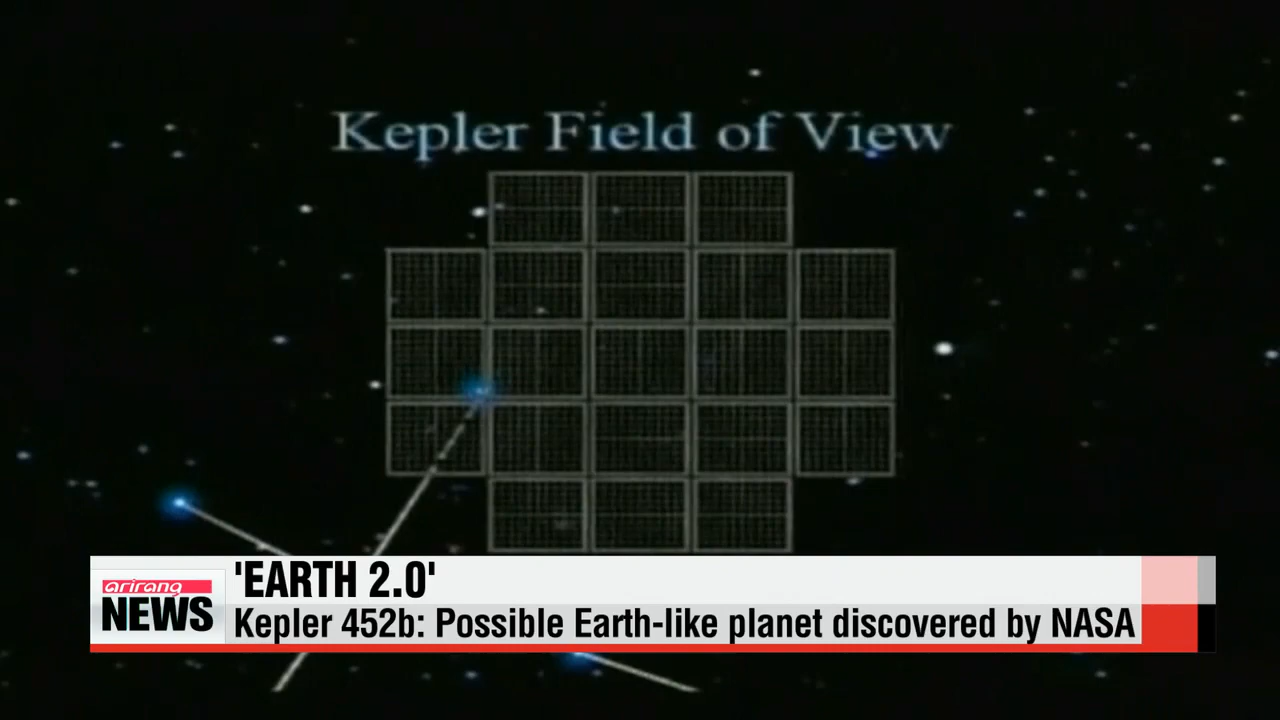 Kepler Field of View
'EARTH 2.0'
arirang
NEWS
Kepler 452b: Possible Earth-like planet discovered by NASA